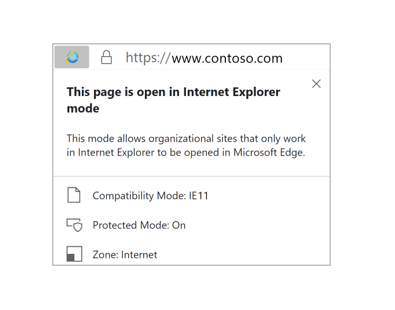 https://www.contoso.com
This page is open in Internet Explorer
mode
This mode allows organizational sites that only work
in Internet Explorer to be opened in Microsoft Edge.
Compatibility Mode: IE11
Protected Mode: On
Zone: Internet